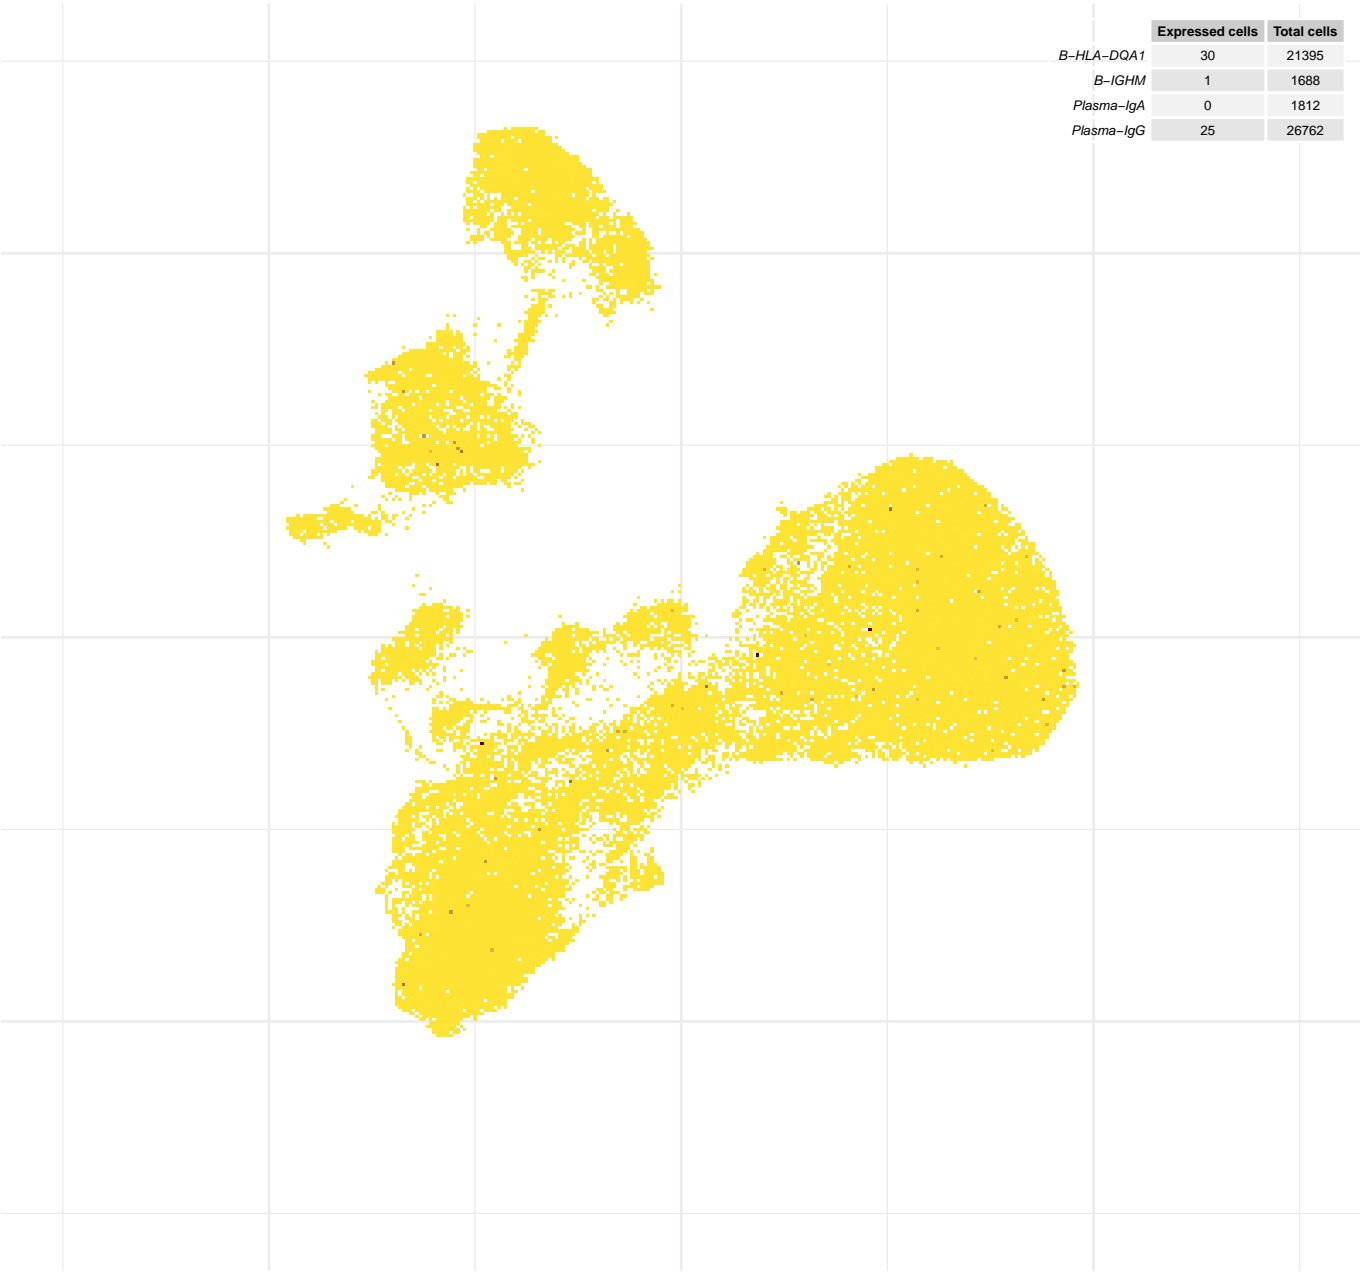 Expressed cells Total cells
B−HLA−DQA1 30 21395
B−IGHM 1 1688
Plasma−IgA 0 1812
Plasma−IgG 25 26762